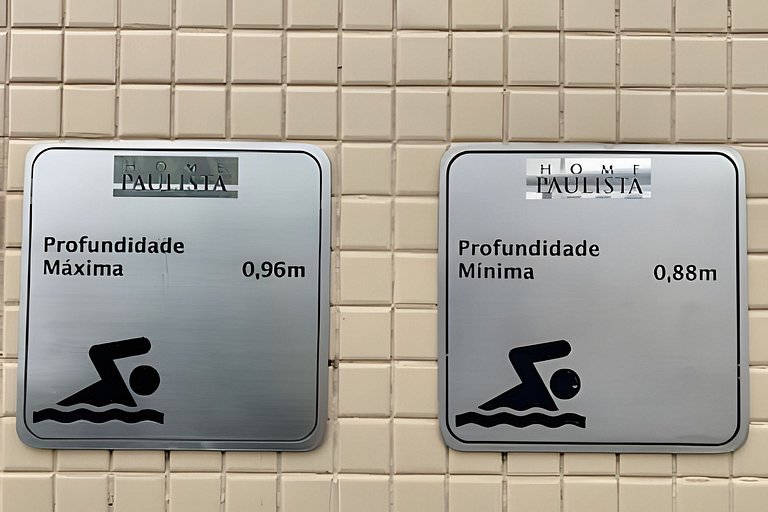 HOME
PAULISTA
Profundidade
Máxima 0,96m
HOME
PAULISTA
Profundidade
Mínima 0,88m